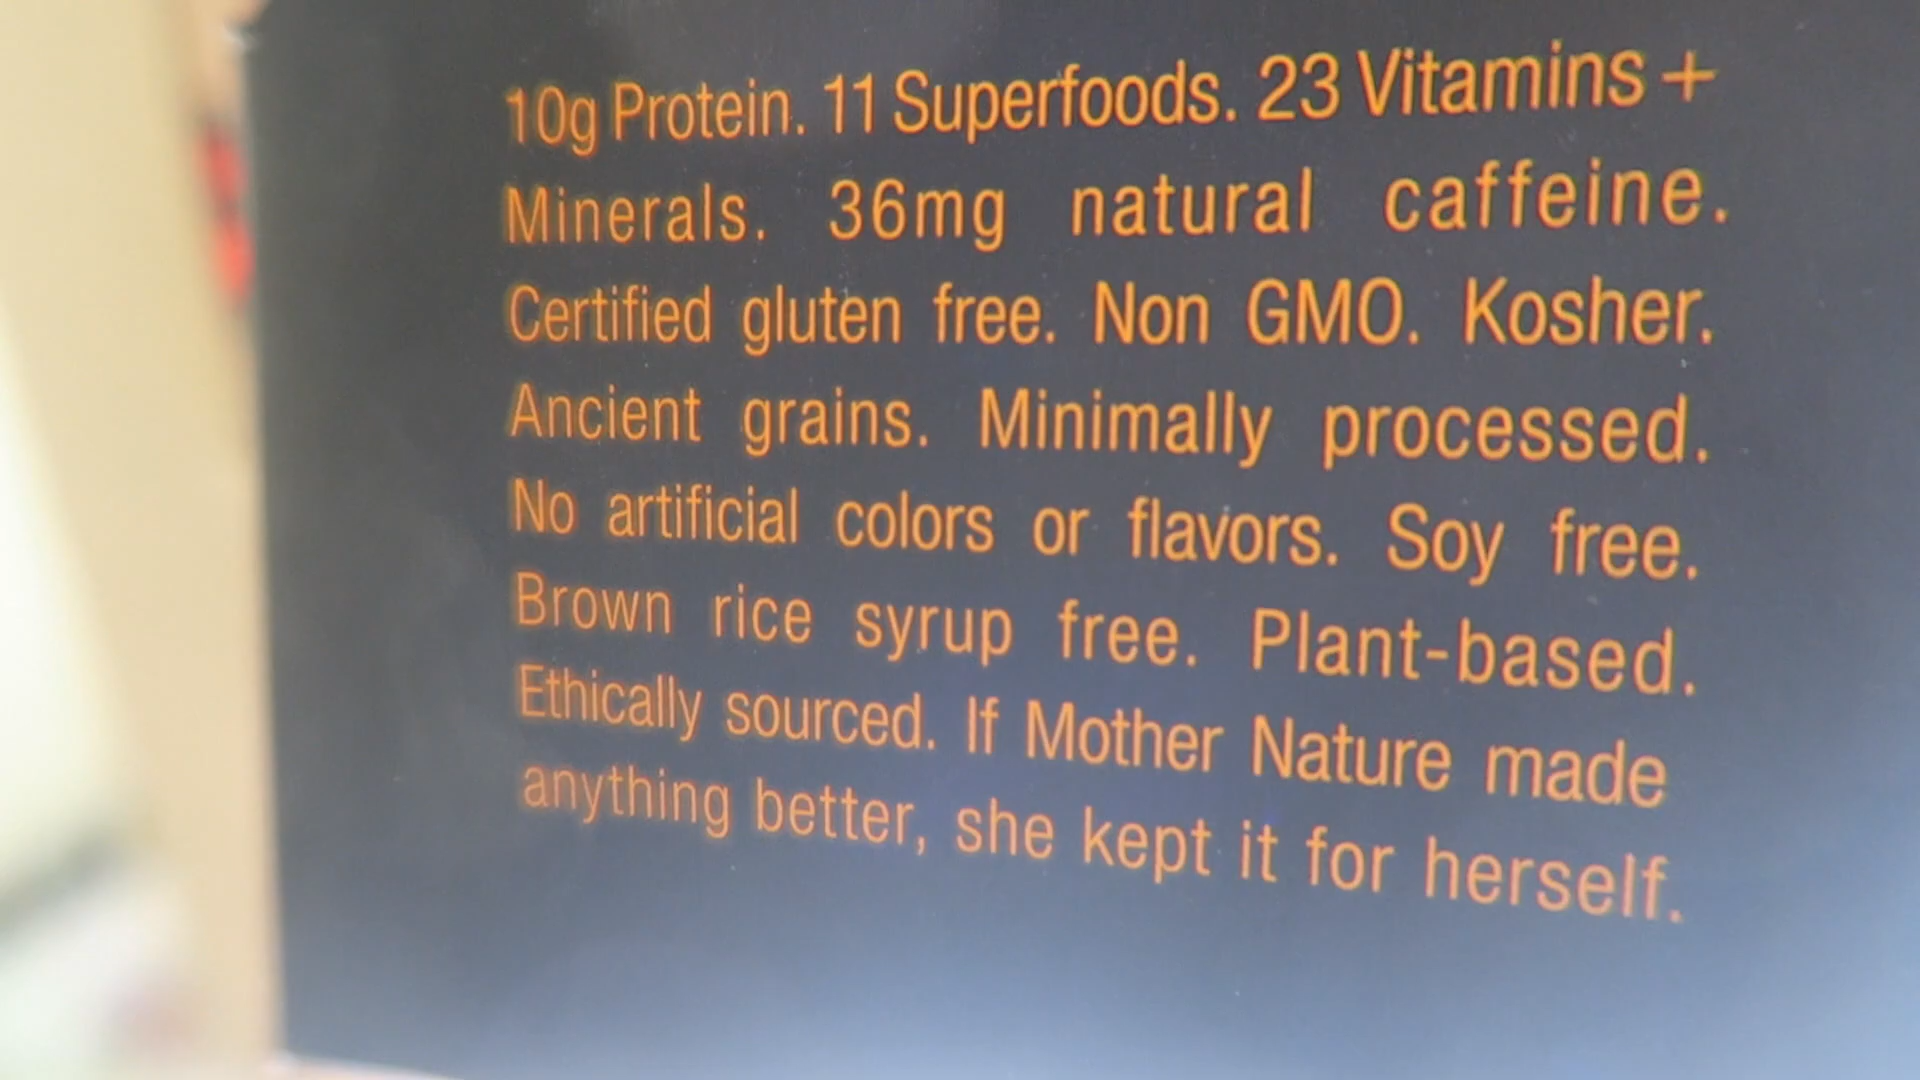 10g Protein. 11 Superfoods. 23 Vitamins +
Minerals. 36mg natural caffeine.
Certified gluten free. Non GMO. Kosher.
Ancient grains. Minimally processed.
No artificial colors or flavors. Soy free.
Brown rice syrup free. Plant-based.
Ethically sourced. If Mother Nature made
anything better, she kept it for herself.